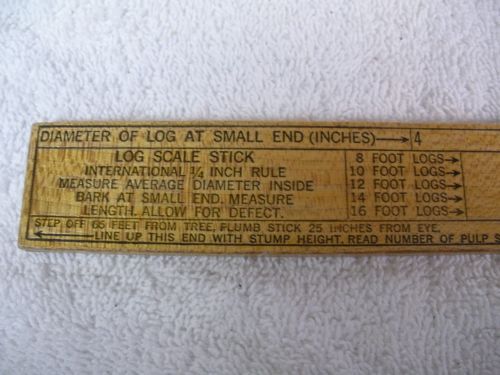 DIAMETER OF LOG AT SMALL END (INCHES)→ 4
LOG SCALE STICK
INTERNATIONAL ¼ INCH RULE
MEASURE AVERAGE DIAMETER INSIDE
BARK AT SMALL END. MEASURE
LENGTH. ALLOW FOR DEFECT.
8 FOOT LOGS→
10 FOOT LOGS→
12 FOOT LOGS→
14 FOOT LOGS→
16 FOOT LOGS→
STEP OFF 65 FEET FROM TREE, PLUMB STICK 25 INCHES FROM EYE,
LINE UP THIS END WITH STUMP HEIGHT. READ NUMBER OF PULP S